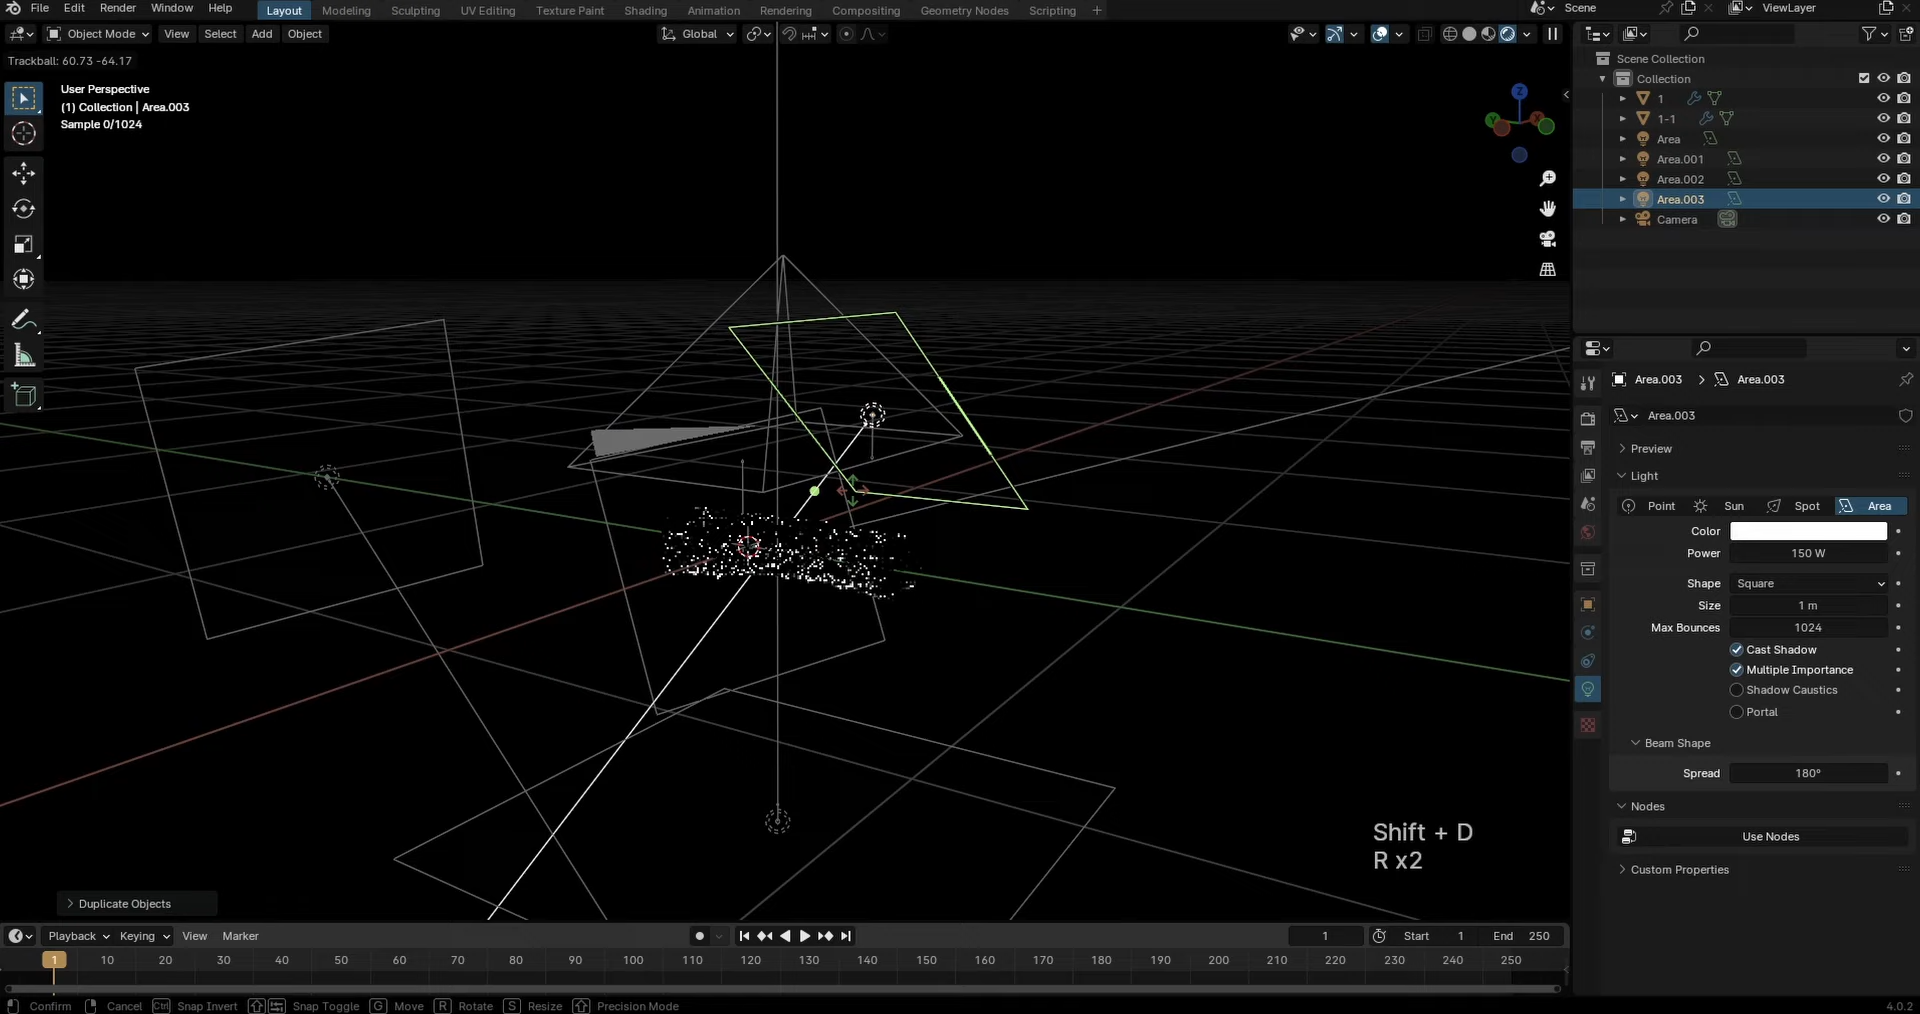 File Edit Render Window Help Layout Modeling Sculpting UV Editing Texture Paint Shading Animation Rendering Compositing Geometry Nodes Scripting + Scene ViewLayer
Object Mode View Select Add Object Global
Trackball: 60.73 -64.17
User Perspective
(1) Collection | Area.003
Sample 0/1024
Z
Y
X
Scene Collection
Collection
1
1-1
Area
Area.001
Area.002
Area.003
Camera
Area.003 > Area.003
Area.003
Preview
Light
Point Sun Spot Area
Color
Power 150 W
Shape Square
Size 1 m
Max Bounces 1024
Cast Shadow
Multiple Importance
Shadow Caustics
Portal
Beam Shape
Spread 180°
Nodes
Use Nodes
Custom Properties
Shift + D
R x2
Duplicate Objects
Playback Keying View Marker 1 Start 1 End 250
1 10 20 30 40 50 60 70 80 90 100 110 120 130 140 150 160 170 180 190 200 210 220 230 240 250
Confirm Cancel Ctrl Snap Invert Snap Toggle G Move R Rotate S Resize Precision Mode 4.0.2